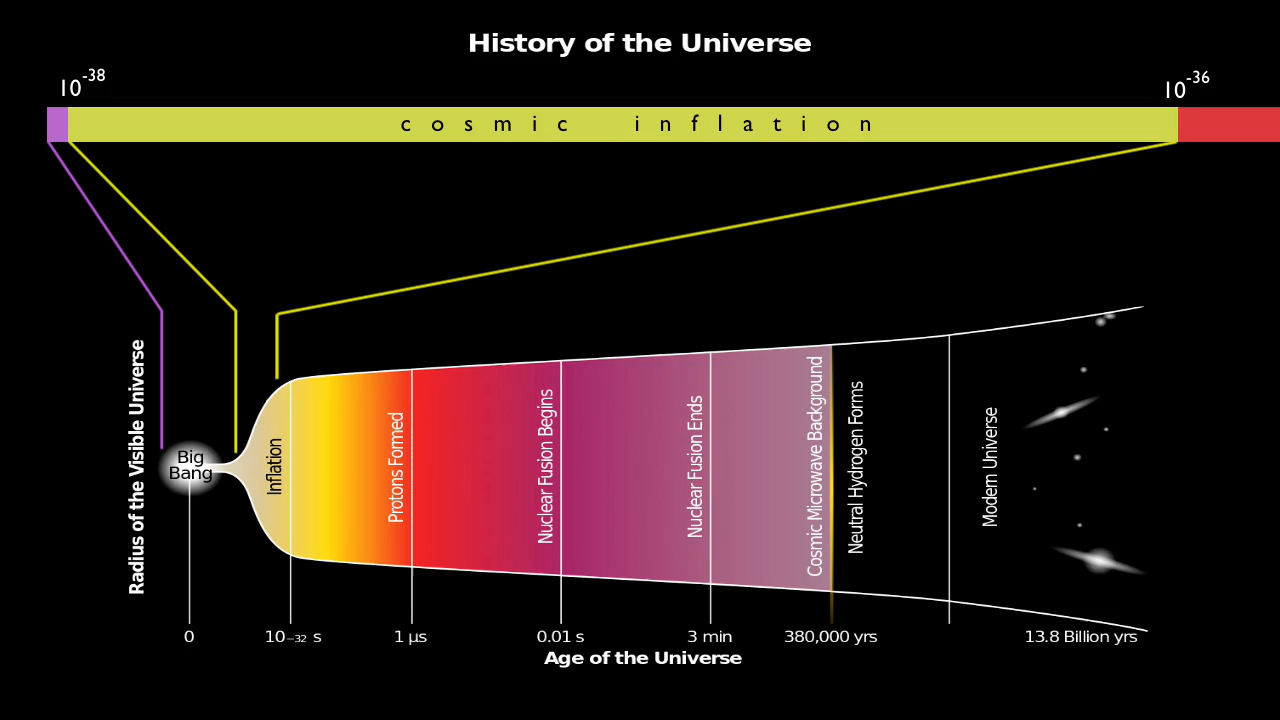 History of the Universe
10^-38
10^-36
cosmic inflation
Radius of the Visible Universe
Big
Bang
Inflation
Protons Formed
Nuclear Fusion Begins
Nuclear Fusion Ends
Cosmic Microwave Background
Neutral Hydrogen Forms
Modern Universe
0
10⁻³² s
1 µs
0.01 s
3 min
380,000 yrs
13.8 Billion yrs
Age of the Universe